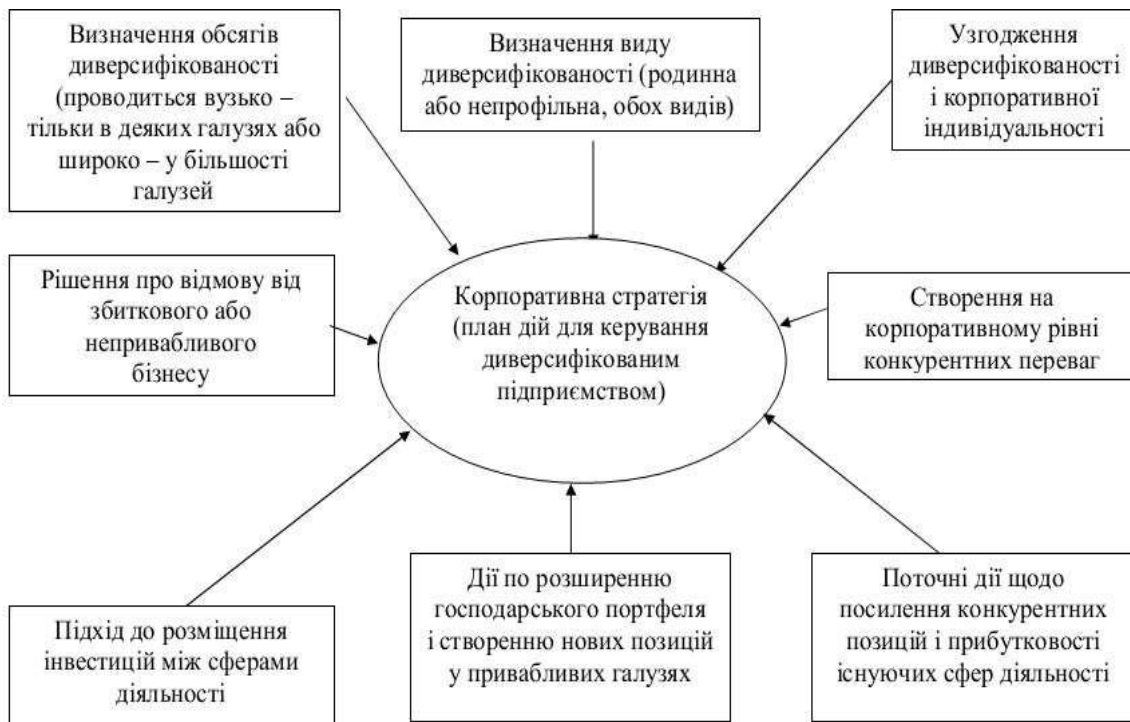 Визначення обсягів
диверсифікованості
(проводиться вузько –
тільки в деяких галузях або
широко – у більшості
галузей
Визначення виду
диверсифікованості (родинна
або непрофільна, обох видів)
Узгодження
диверсифікованості
і корпоративної
індивідуальності
Рішення про відмову від
збиткового або
непривабливого
бізнесу
Корпоративна стратегія
(план дій для керування
диверсифікованим
підприємством)
Створення на
корпоративному рівні
конкурентних переваг
Підхід до розміщення
інвестицій між сферами
діяльності
Дії по розширенню
господарського портфеля
і створенню нових позицій
у привабливих галузях
Поточні дії щодо
посилення конкурентних
позицій і прибутковості
існуючих сфер діяльності